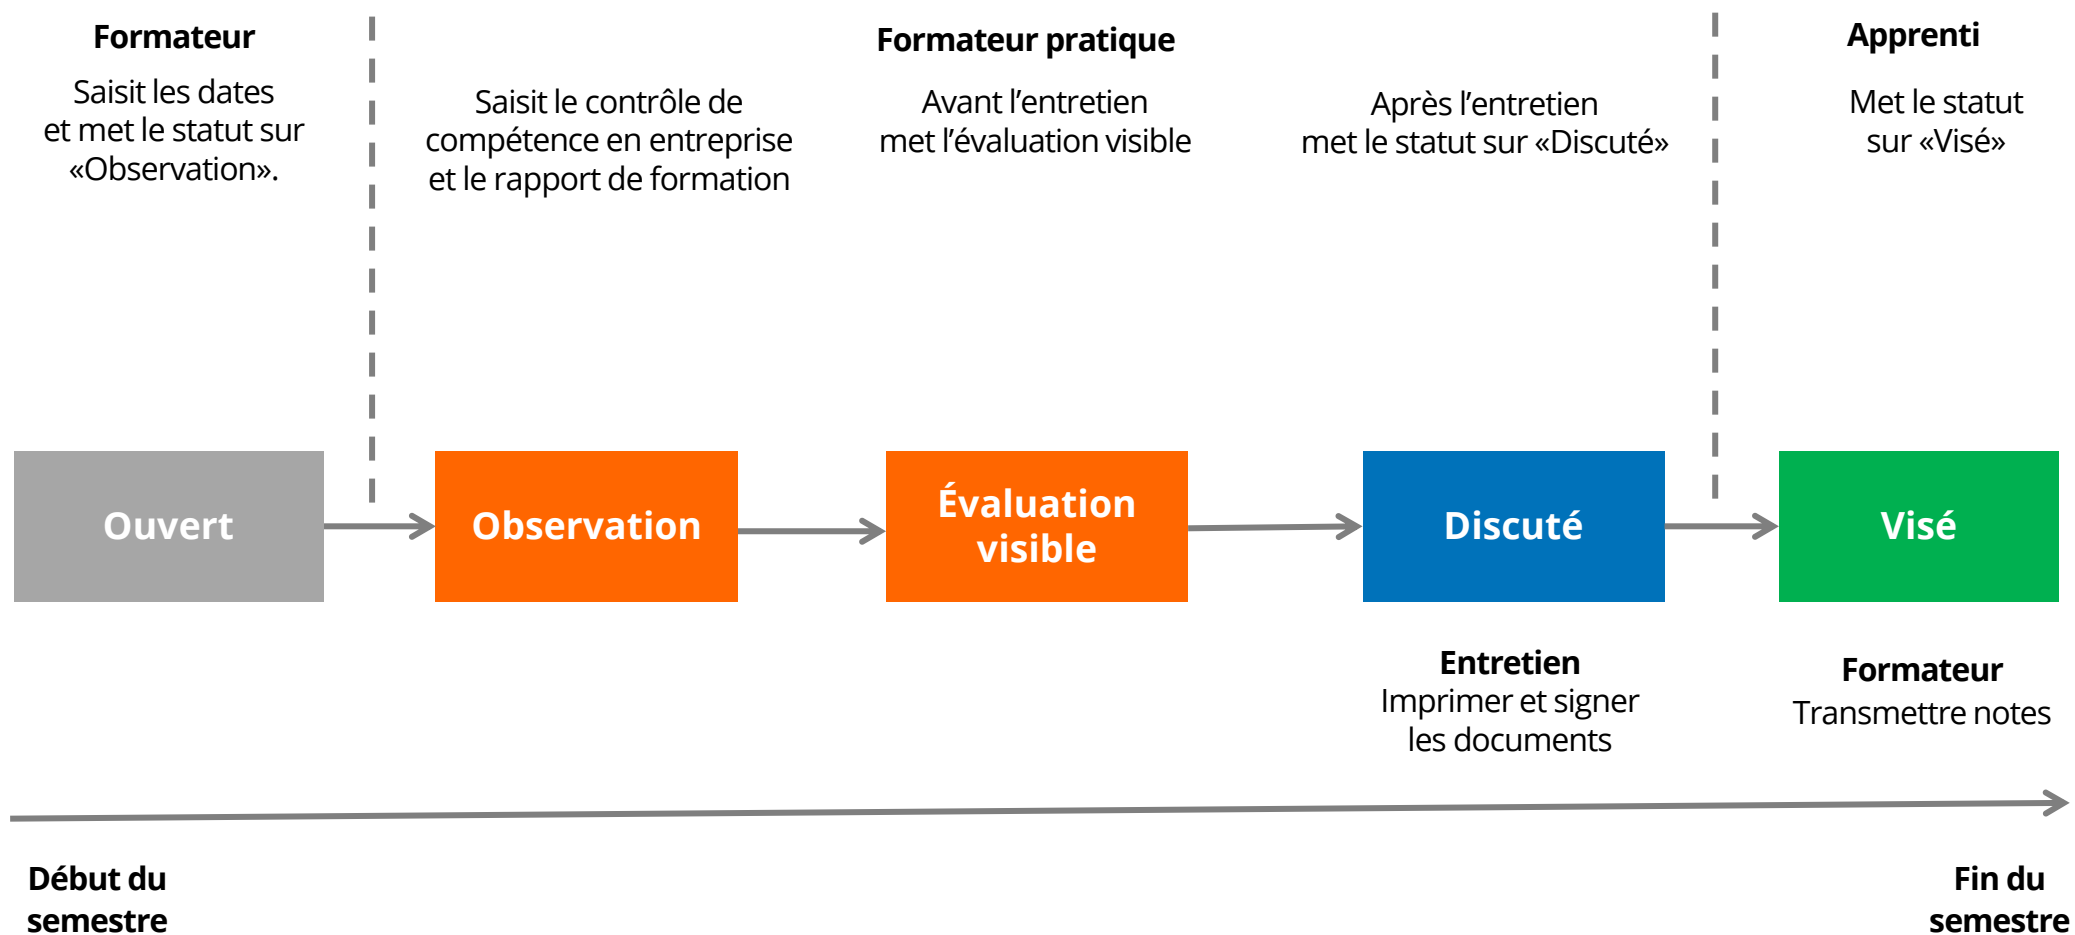 Formateur
Saisit les dates
et met le statut sur
«Observation».
Formateur pratique
Saisit le contrôle de
compétence en entreprise
et le rapport de formation
Avant l’entretien
met l’évaluation visible
Après l’entretien
met le statut sur «Discuté»
Apprenti
Met le statut
sur «Visé»
Ouvert
Observation
Évaluation
visible
Discuté
Visé
Entretien
Imprimer et signer
les documents
Formateur
Transmettre notes
Début du
semestre
Fin du
semestre